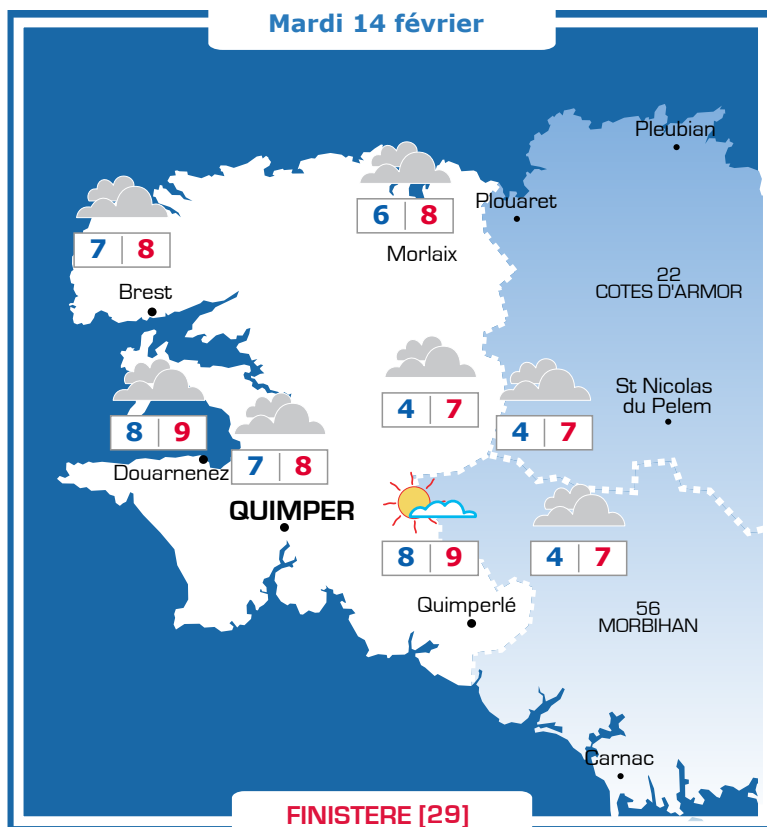 Mardi 14 février
Pleubian
Plouaret
6 8
Morlaix
7 8
Brest
22
COTES D'ARMOR
4 7
4 7
St Nicolas
du Pelem
8 9
Douarnenez
7 8
QUIMPER
8 9
4 7
Quimperlé
56
MORBIHAN
Carnac
FINISTERE [29]